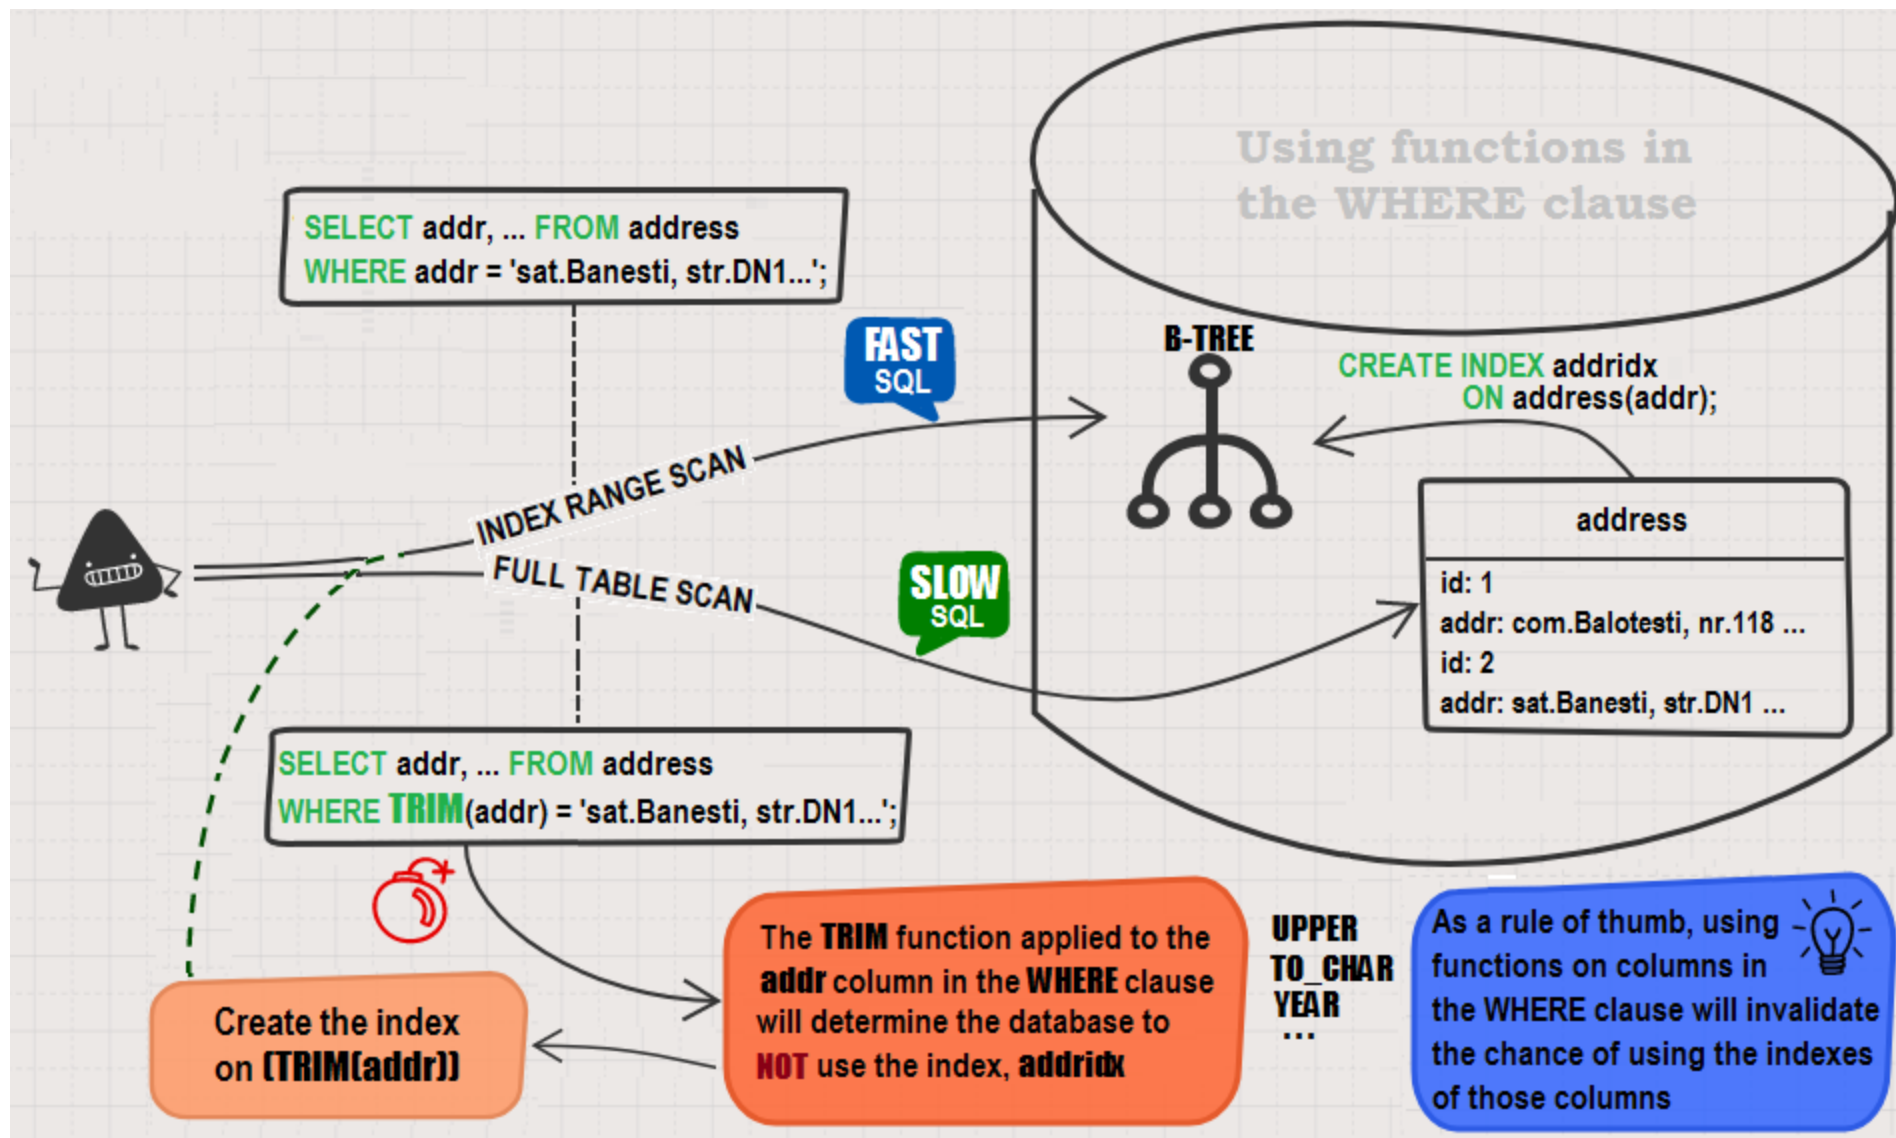 Using functions in
the WHERE clause
SELECT addr, ... FROM address
WHERE addr = 'sat.Banesti, str.DN1...';
FAST
SQL
B-TREE
CREATE INDEX addridx
ON address(addr);
INDEX RANGE SCAN
FULL TABLE SCAN
SLOW
SQL
address
id: 1
addr: com.Balotesti, nr.118 ...
id: 2
addr: sat.Banesti, str.DN1 ...
SELECT addr, ... FROM address
WHERE TRIM(addr) = 'sat.Banesti, str.DN1...';
The TRIM function applied to the
addr column in the WHERE clause
will determine the database to
NOT use the index, addridx
Create the index
on (TRIM(addr))
UPPER
TO_CHAR
YEAR
...
As a rule of thumb, using
functions on columns in
the WHERE clause will invalidate
the chance of using the indexes
of those columns